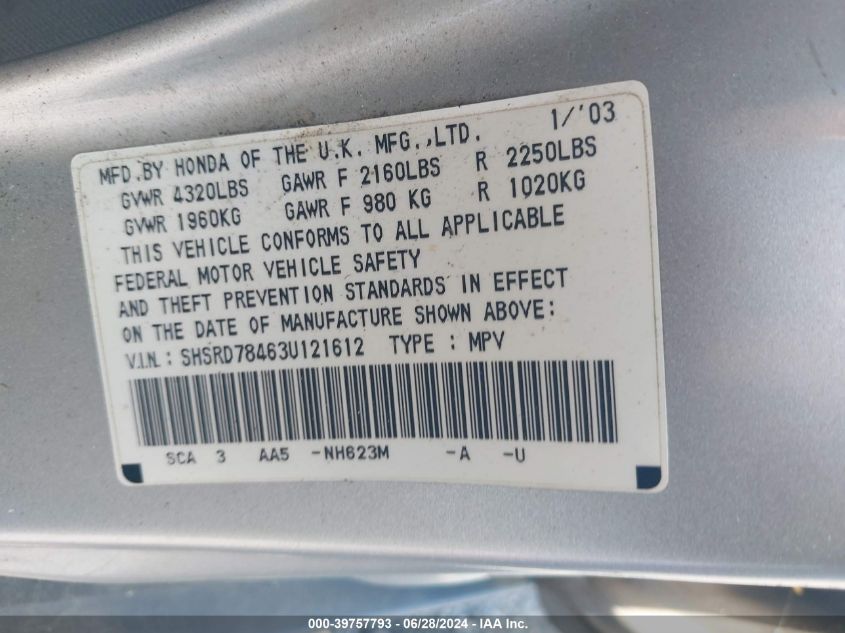 MFD.BY HONDA OF THE U.K. MFG.,LTD. 1/'03
GVWR 4320LBS GAWR F 2160LBS R 2250LBS
GVWR 1960KG GAWR F 980 KG R 1020KG
THIS VEHICLE CONFORMS TO ALL APPLICABLE
FEDERAL MOTOR VEHICLE SAFETY
AND THEFT PREVENTION STANDARDS IN EFFECT
ON THE DATE OF MANUFACTURE SHOWN ABOVE:
V.I.N.: SHSRD78463U121612 TYPE : MPV
SCA 3 AA5 -NH623M -A -U
000-39757793 / 06/28/2024 - IAA Inc.